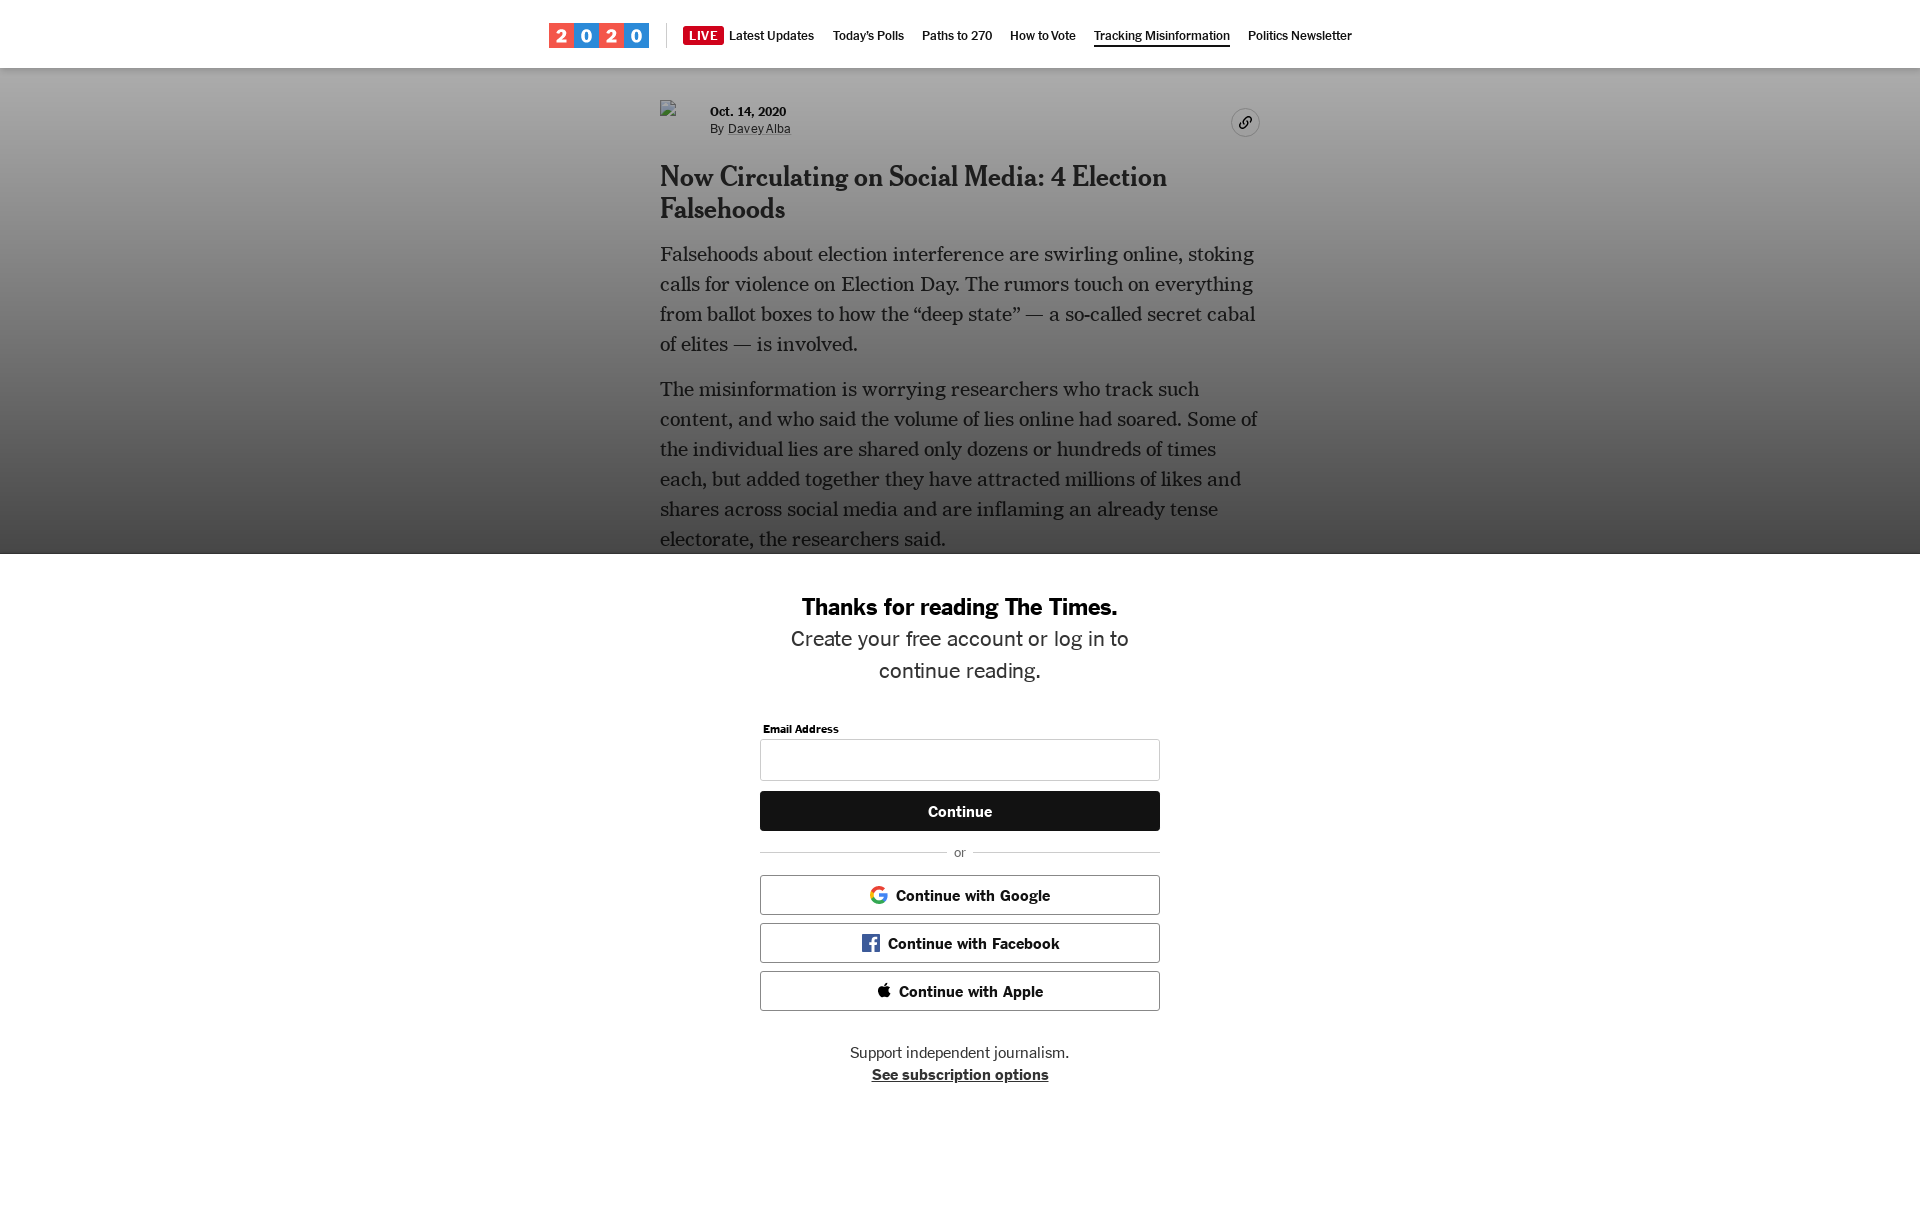 2020
LIVE Latest Updates Today's Polls Paths to 270 How to Vote Tracking Misinformation Politics Newsletter
Oct. 14, 2020
By Davey Alba
Now Circulating on Social Media: 4 Election
Falsehoods
Falsehoods about election interference are swirling online, stoking
calls for violence on Election Day. The rumors touch on everything
from ballot boxes to how the “deep state” — a so-called secret cabal
of elites — is involved.
The misinformation is worrying researchers who track such
content, and who said the volume of lies online had soared. Some of
the individual lies are shared only dozens or hundreds of times
each, but added together they have attracted millions of likes and
shares across social media and are inflaming an already tense
electorate, the researchers said.
Thanks for reading The Times.
Create your free account or log in to
continue reading.
Email Address
Continue
or
Continue with Google
Continue with Facebook
Continue with Apple
Support independent journalism.
See subscription options